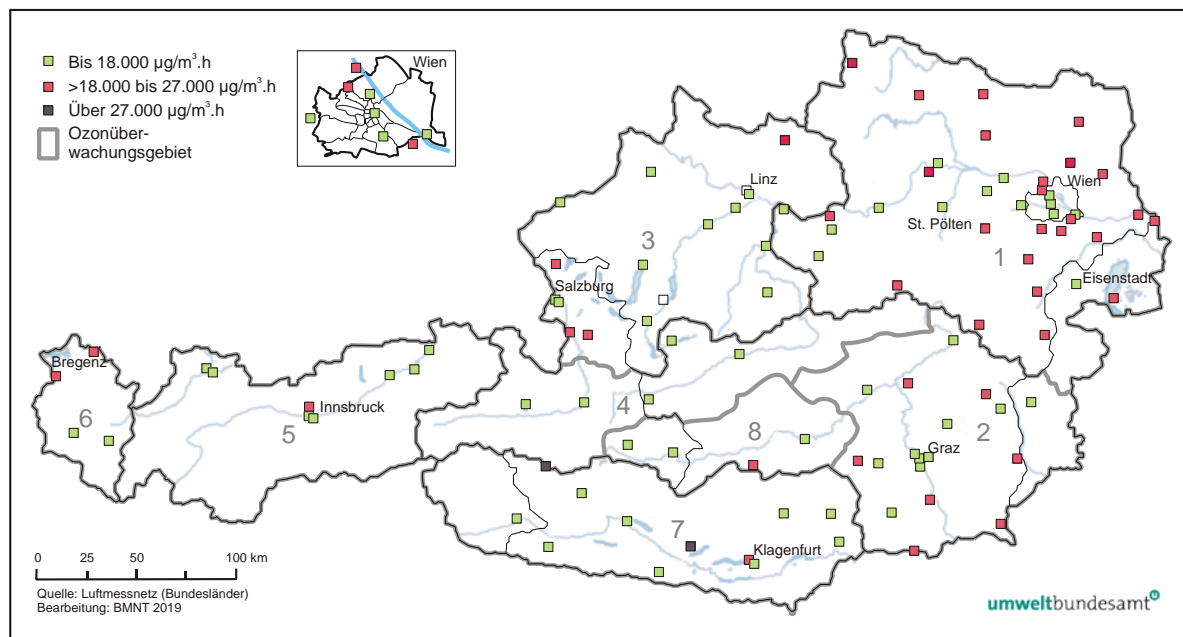 Bis 18.000 µg/m³.h
>18.000 bis 27.000 µg/m³.h
Über 27.000 µg/m³.h
Ozonüber-
wachungsgebiet
Wien
Linz
Wien
St. Pölten
3
1
Salzburg
Eisenstadt
Bregenz
Innsbruck
6
5
4
8
2
Graz
7
Klagenfurt
0 25 50 100 km
Quelle: Luftmessnetz (Bundesländer)
Bearbeitung: BMNT 2019
umweltbundesamt